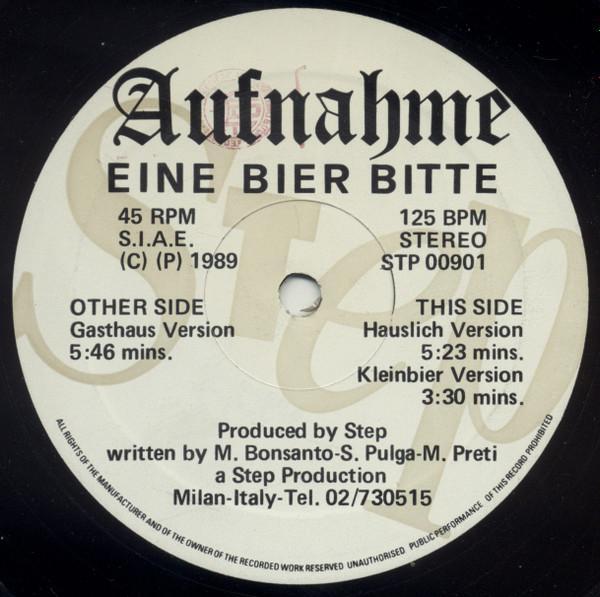 Aufnahme
EINE BIER BITTE
45 RPM
S.I.A.E.
(C) (P) 1989
125 BPM
STEREO
STP 00901
OTHER SIDE
Gasthaus Version
5:46 mins.
THIS SIDE
Hauslich Version
5:23 mins.
Kleinbier Version
3:30 mins.
Step
Produced by Step
written by M. Bonsanto-S. Pulga-M. Preti
a Step Production
Milan-Italy-Tel. 02/730515
ALL RIGHTS OF THE MANUFACTURER AND OF THE OWNER OF THE RECORDED WORK RESERVED UNAUTHORISED PUBLIC PERFORMANCE OF THIS RECORD PROHIBITED